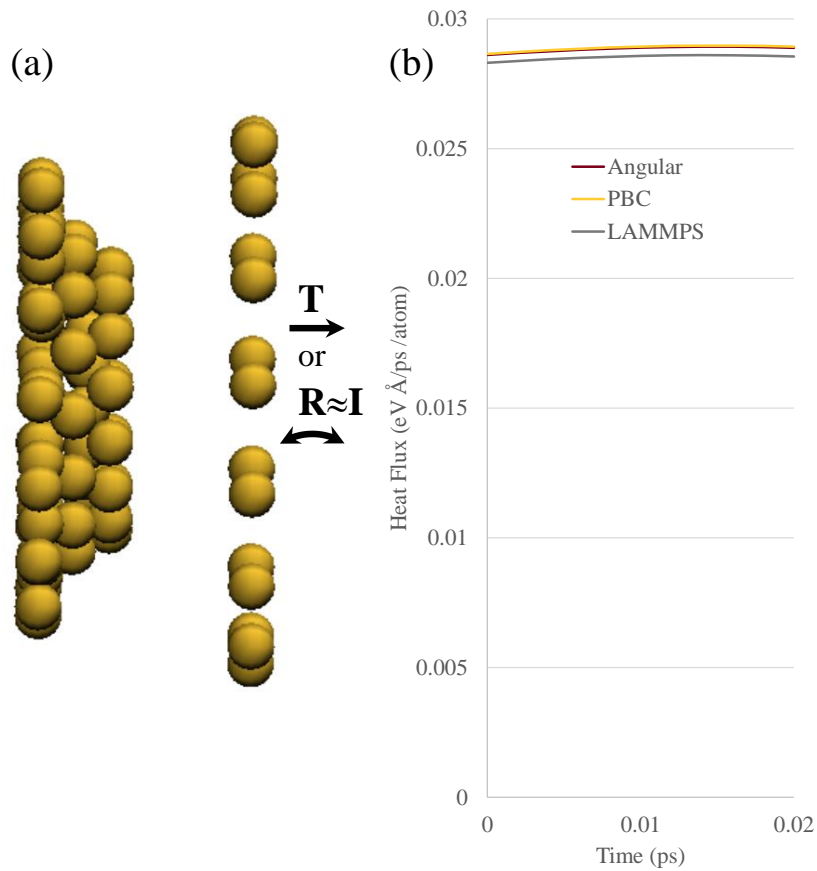 (a)
T
or
R≈I
(b)
0.03
0.025
0.02
0.015
0.01
0.005
0
Heat Flux (eV Å/ps /atom)
Angular
PBC
LAMMPS
0
0.01
0.02
Time (ps)